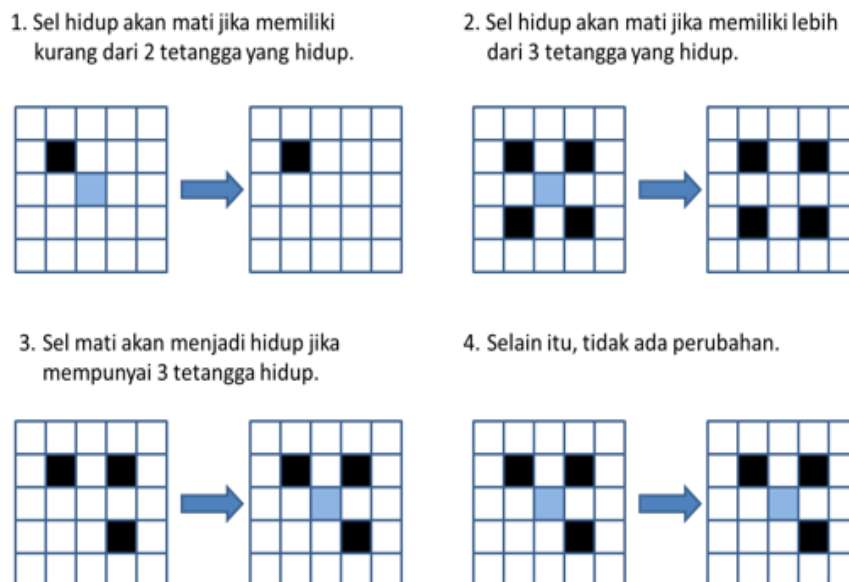 1. Sel hidup akan mati jika memiliki
kurang dari 2 tetangga yang hidup.
2. Sel hidup akan mati jika memiliki lebih
dari 3 tetangga yang hidup.
3. Sel mati akan menjadi hidup jika
mempunyai 3 tetangga hidup.
4. Selain itu, tidak ada perubahan.